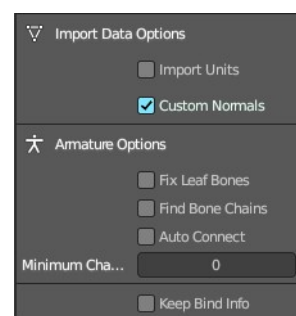 Import Data Options
Import Units
Custom Normals
Armature Options
Fix Leaf Bones
Find Bone Chains
Auto Connect
Minimum Cha... 0
Keep Bind Info